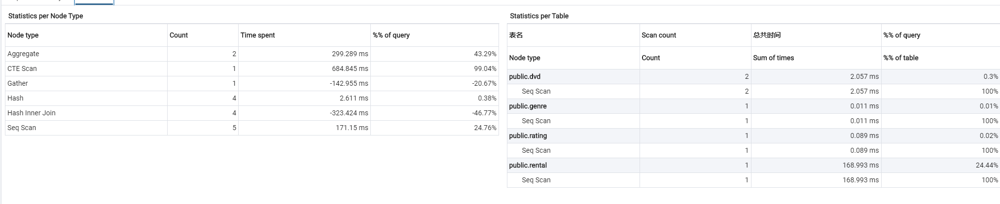 Statistics per Node Type
Node type Count Time spent %% of query
Aggregate 2 299.289 ms 43.29%
CTE Scan 1 684.845 ms 99.04%
Gather 1 -142.955 ms -20.67%
Hash 4 2.611 ms 0.38%
Hash Inner Join 4 -323.424 ms -46.77%
Seq Scan 5 171.15 ms 24.76%
Statistics per Table
表名 Scan count 总共时间 %% of query
Node type Count Sum of times %% of table
public.dvd 2 2.057 ms 0.3%
Seq Scan 2 2.057 ms 100%
public.genre 1 0.011 ms 0.01%
Seq Scan 1 0.011 ms 100%
public.rating 1 0.089 ms 0.02%
Seq Scan 1 0.089 ms 100%
public.rental 1 168.993 ms 24.44%
Seq Scan 1 168.993 ms 100%